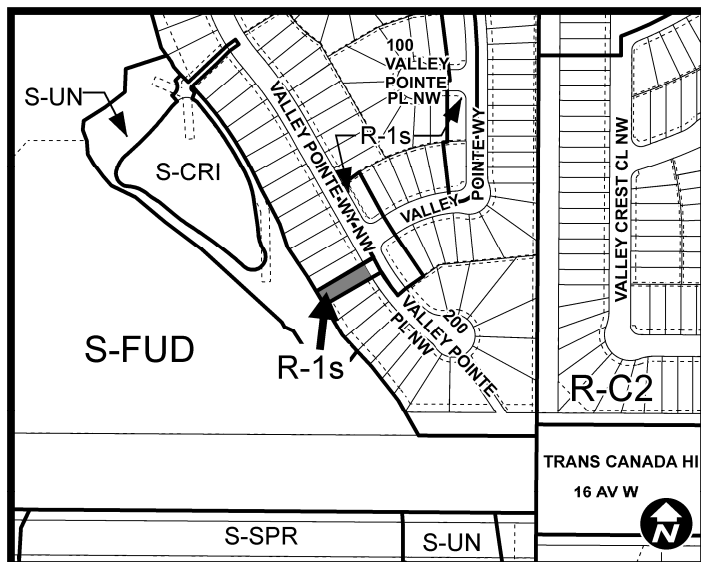 100
VALLEY
POINTE
PL NW
S-UN
VALLEY POINTE WY NW
R-1s
POINTE WY
VALLEY CREST CL NW
S-CRI
VALLEY
200
VALLEY POINTE
PL NW
S-FUD
R-1s
R-C2
TRANS CANADA HI
16 AV W
N
S-SPR
S-UN